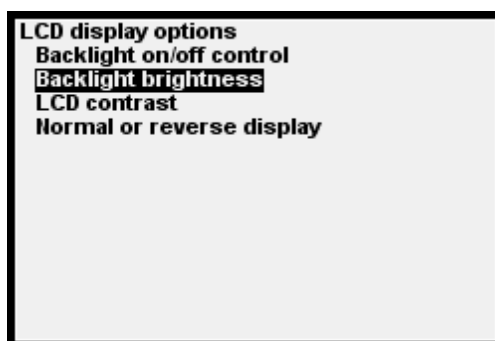 LCD display options
Backlight on/off control
Backlight brightness
LCD contrast
Normal or reverse display